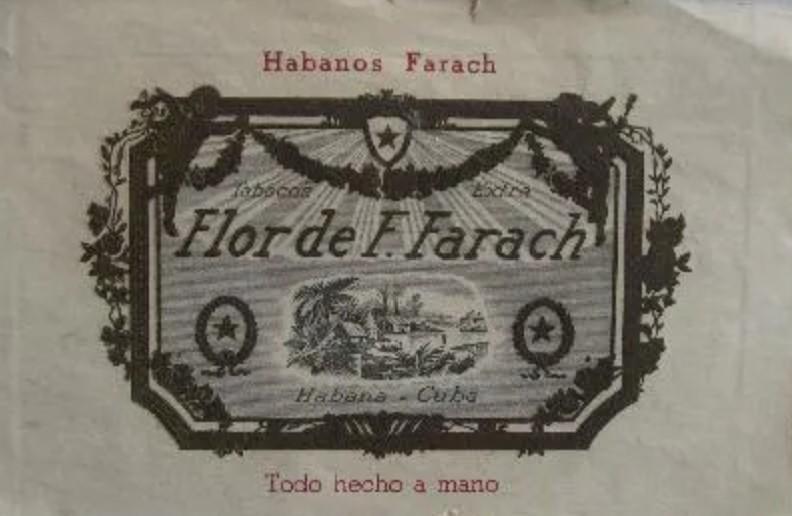 Habanos Farach
Tabacos Extra
Flor de F. Farach
Habana - Cuba
Todo hecho a mano